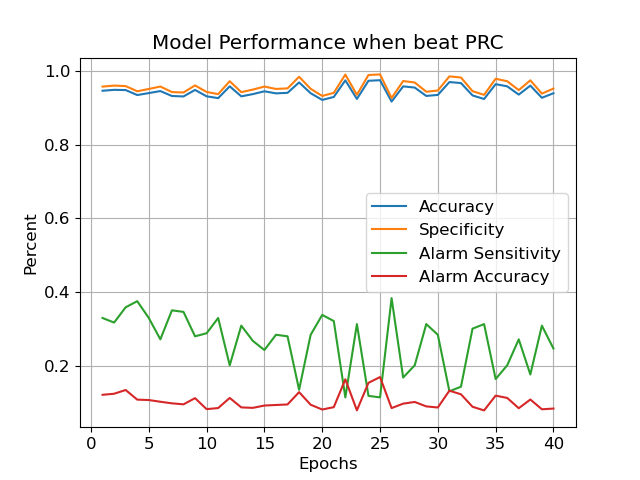 Model Performance when beat PRC
1.0
0.8
0.6
0.4
0.2
Percent
Accuracy
Specificity
Alarm Sensitivity
Alarm Accuracy
0 5 10 15 20 25 30 35 40
Epochs